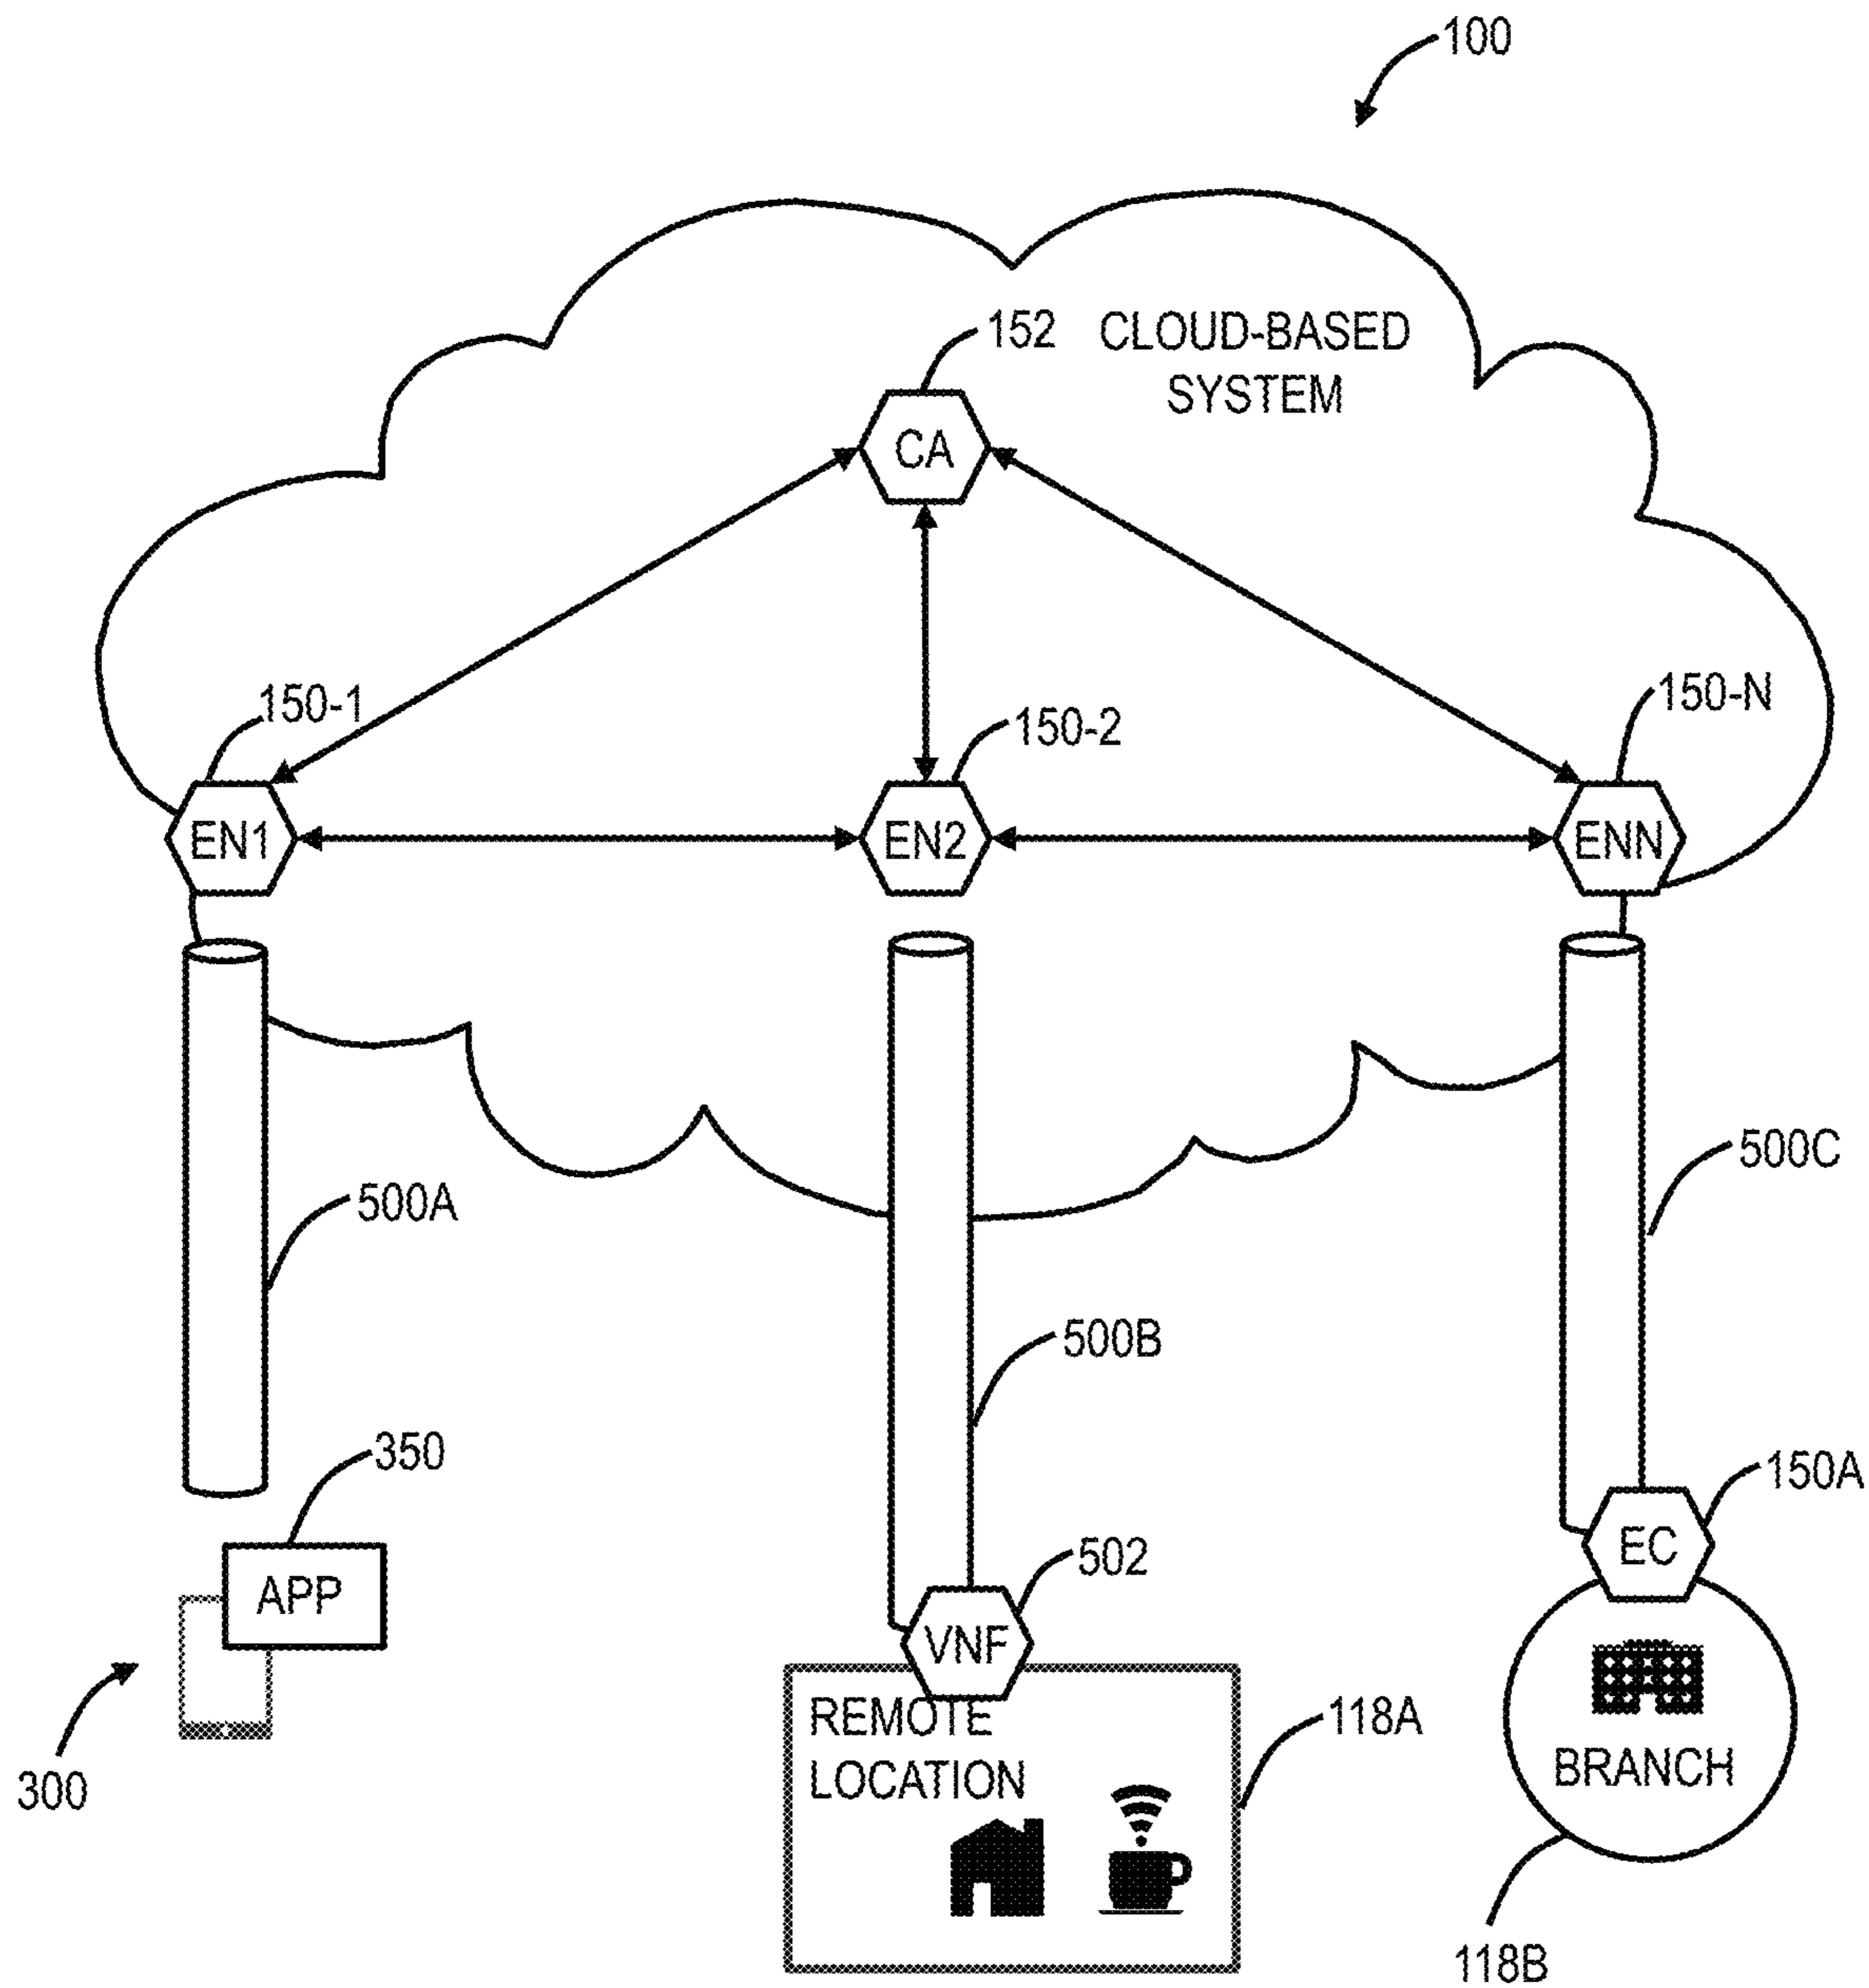 100
152 CLOUD-BASED
SYSTEM
CA
150-1
150-2
150-N
EN1
EN2
ENN
500A
500C
500B
350
150A
APP
502
EC
VNF
REMOTE
LOCATION
118A
BRANCH
300
118B